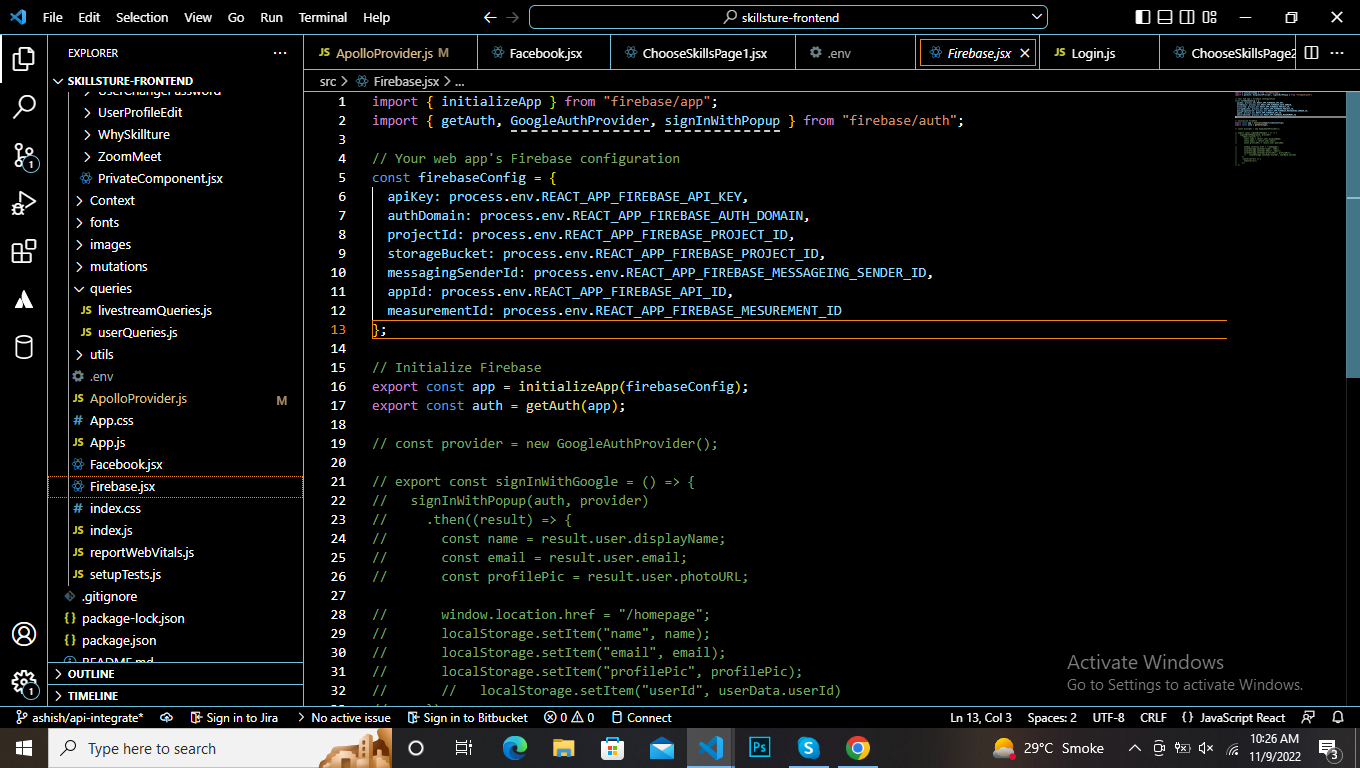 File Edit Selection View Go Run Terminal Help
skillsture-frontend
EXPLORER
SKILLSTURE-FRONTEND
UserChangePassword
UserProfileEdit
WhySkillture
ZoomMeet
PrivateComponent.jsx
Context
fonts
images
mutations
queries
JS livestreamQueries.js
JS userQueries.js
utils
.env
JS ApolloProvider.js M
# App.css
JS App.js
Facebook.jsx
Firebase.jsx
# index.css
JS index.js
JS reportWebVitals.js
JS setupTests.js
.gitignore
{} package-lock.json
{} package.json
README.md
OUTLINE
TIMELINE
1
1
JS ApolloProvider.js M
Facebook.jsx
ChooseSkillsPage1.jsx
.env
Firebase.jsx
JS Login.js
ChooseSkillsPage2
src > Firebase.jsx > ...
1 import { initializeApp } from "firebase/app";
2 import { getAuth, GoogleAuthProvider, signInWithPopup } from "firebase/auth";
3
4 // Your web app's Firebase configuration
5 const firebaseConfig = {
6 apiKey: process.env.REACT_APP_FIREBASE_API_KEY,
7 authDomain: process.env.REACT_APP_FIREBASE_AUTH_DOMAIN,
8 projectId: process.env.REACT_APP_FIREBASE_PROJECT_ID,
9 storageBucket: process.env.REACT_APP_FIREBASE_PROJECT_ID,
10 messagingSenderId: process.env.REACT_APP_FIREBASE_MESSAGEING_SENDER_ID,
11 appId: process.env.REACT_APP_FIREBASE_API_ID,
12 measurementId: process.env.REACT_APP_FIREBASE_MESUREMENT_ID
13 };
14
15 // Initialize Firebase
16 export const app = initializeApp(firebaseConfig);
17 export const auth = getAuth(app);
18
19 // const provider = new GoogleAuthProvider();
20
21 // export const signInWithGoogle = () => {
22 // signInWithPopup(auth, provider)
23 // .then((result) => {
24 // const name = result.user.displayName;
25 // const email = result.user.email;
26 // const profilePic = result.user.photoURL;
27
28 // window.location.href = "/homepage";
29 // localStorage.setItem("name", name);
30 // localStorage.setItem("email", email);
31 // localStorage.setItem("profilePic", profilePic);
32 // // localStorage.setItem("userId", userData.userId)
Activate Windows
Go to Settings to activate Windows.
ashish/api-integrate* Sign in to Jira No active issue Sign in to Bitbucket 0 0 Connect Ln 13, Col 3 Spaces: 2 UTF-8 CRLF {} JavaScript React
Type here to search
Ps
29°C Smoke
10:26 AM
11/9/2022
3